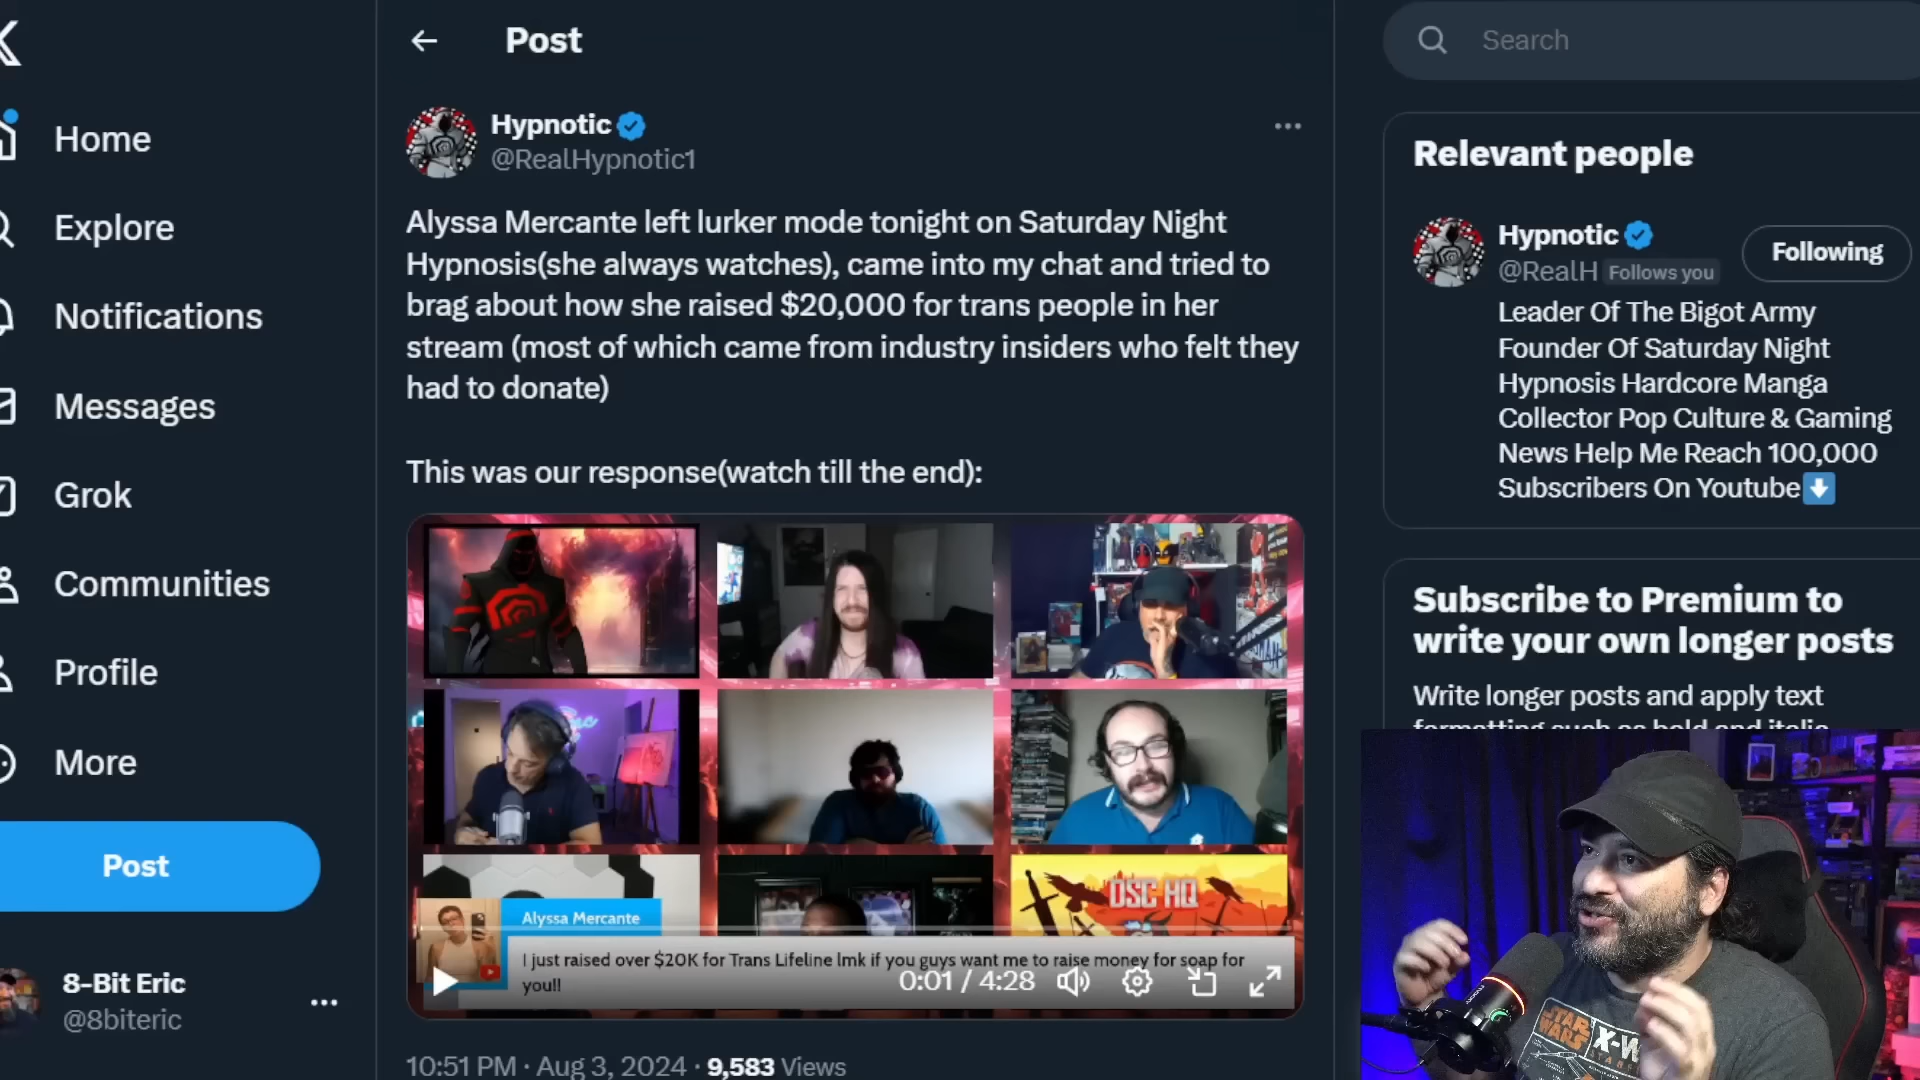 Post
Search
Home
Explore
Notifications
Messages
Grok
Communities
Profile
More
Post
8-Bit Eric
@8biteric
Hypnotic
@RealHypnotic1
Alyssa Mercante left lurker mode tonight on Saturday Night
Hypnosis(she always watches), came into my chat and tried to
brag about how she raised $20,000 for trans people in her
stream (most of which came from industry insiders who felt they
had to donate)
This was our response(watch till the end):
DSC HQ
Alyssa Mercante
I just raised over $20K for Trans Lifeline lmk if you guys want me to raise money for soap for
you!!
0:01 / 4:28
10:51 PM · Aug 3, 2024 · 9,583 Views
Relevant people
Hypnotic
@RealH Follows you
Following
Leader Of The Bigot Army
Founder Of Saturday Night
Hypnosis Hardcore Manga
Collector Pop Culture & Gaming
News Help Me Reach 100,000
Subscribers On Youtube
Subscribe to Premium to
write your own longer posts
Write longer posts and apply text
formatting such as bold and italic
STAR
WARS